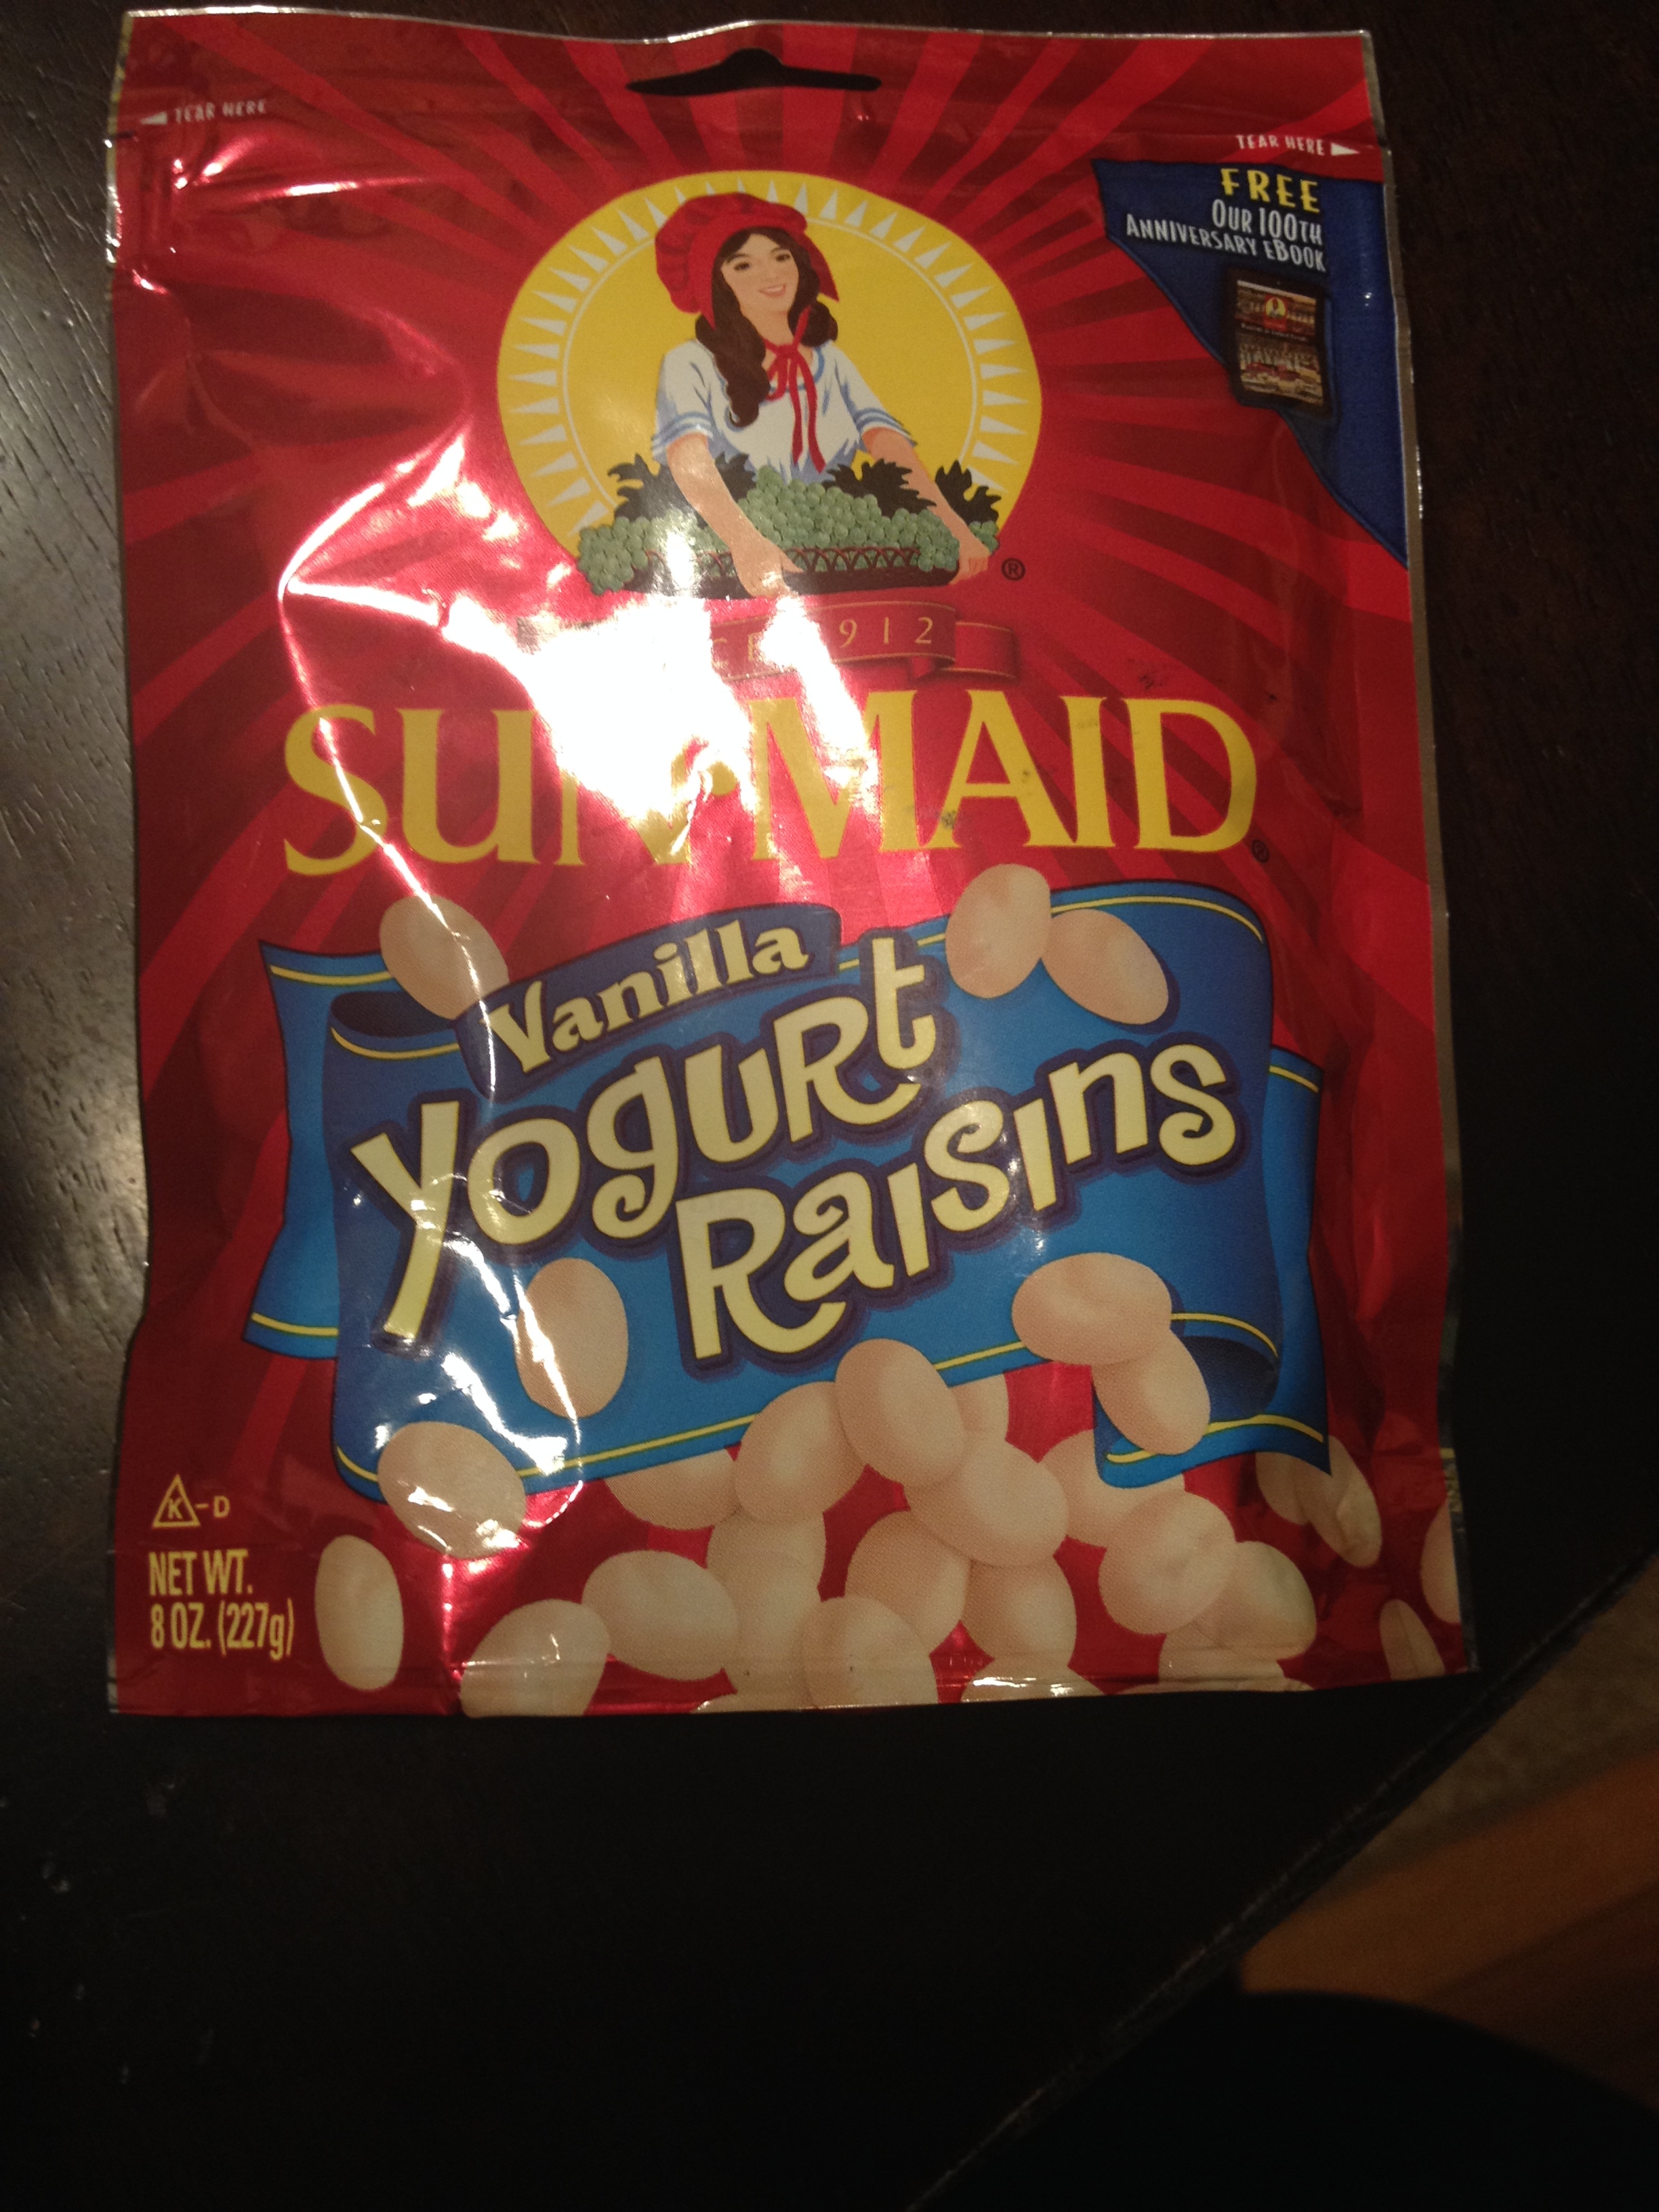 TEAR HERE
TEAR HERE
FREE
OUR 100TH
ANNIVERSARY EBOOK
®
912
SUN·MAID®
Vanilla
Yogurt
Raisins
K-D
NET WT.
8 OZ. (227g)